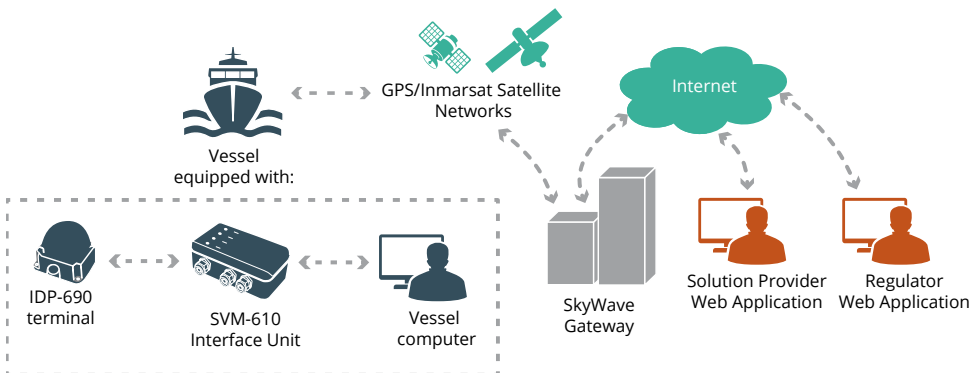 GPS/Inmarsat Satellite
Networks
Internet
Vessel
equipped with:
IDP-690
terminal
SVM-610
Interface Unit
Vessel
computer
SkyWave
Gateway
Solution Provider
Web Application
Regulator
Web Application